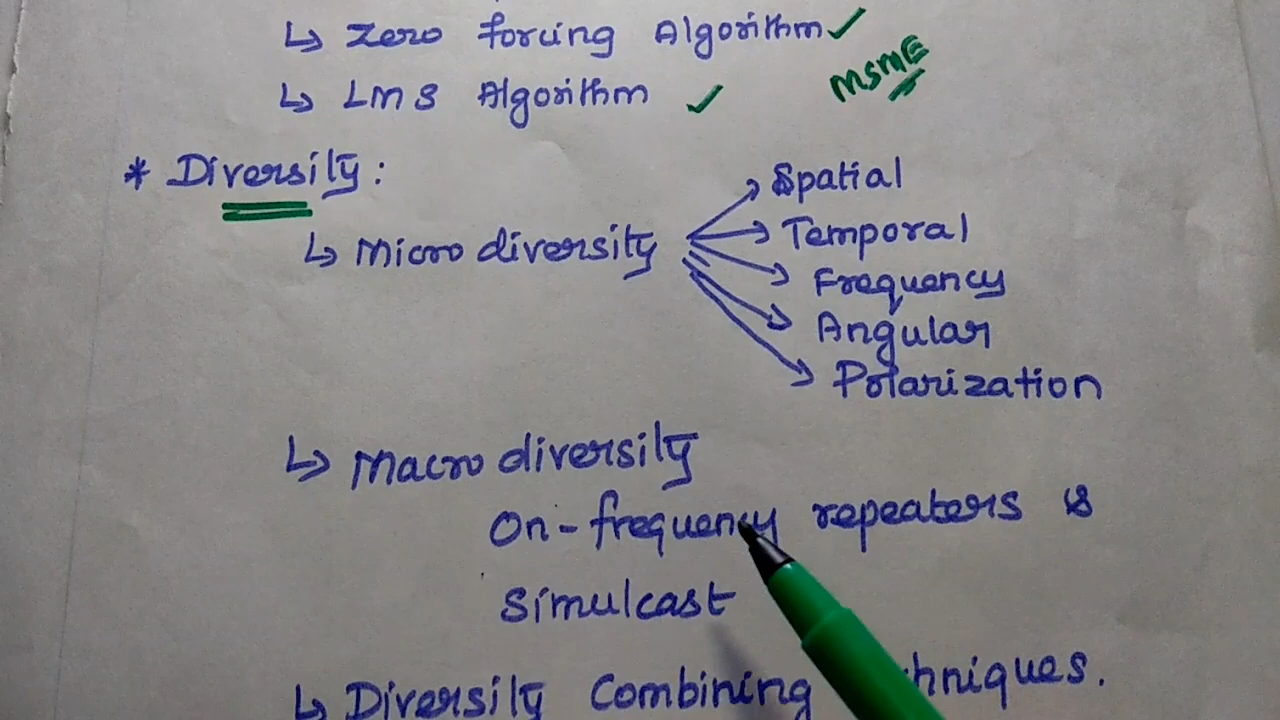 ↳ Zero forcing Algorithm ✓
↳ LMS Algorithm ✓ MSME
* Diversity:
↳ Micro diversity → Spatial
→ Temporal
→ Frequency
→ Angular
→ Polarization
↳ Macro diversity
On-frequency repeaters &
Simulcast
↳ Diversity Combining hniques.